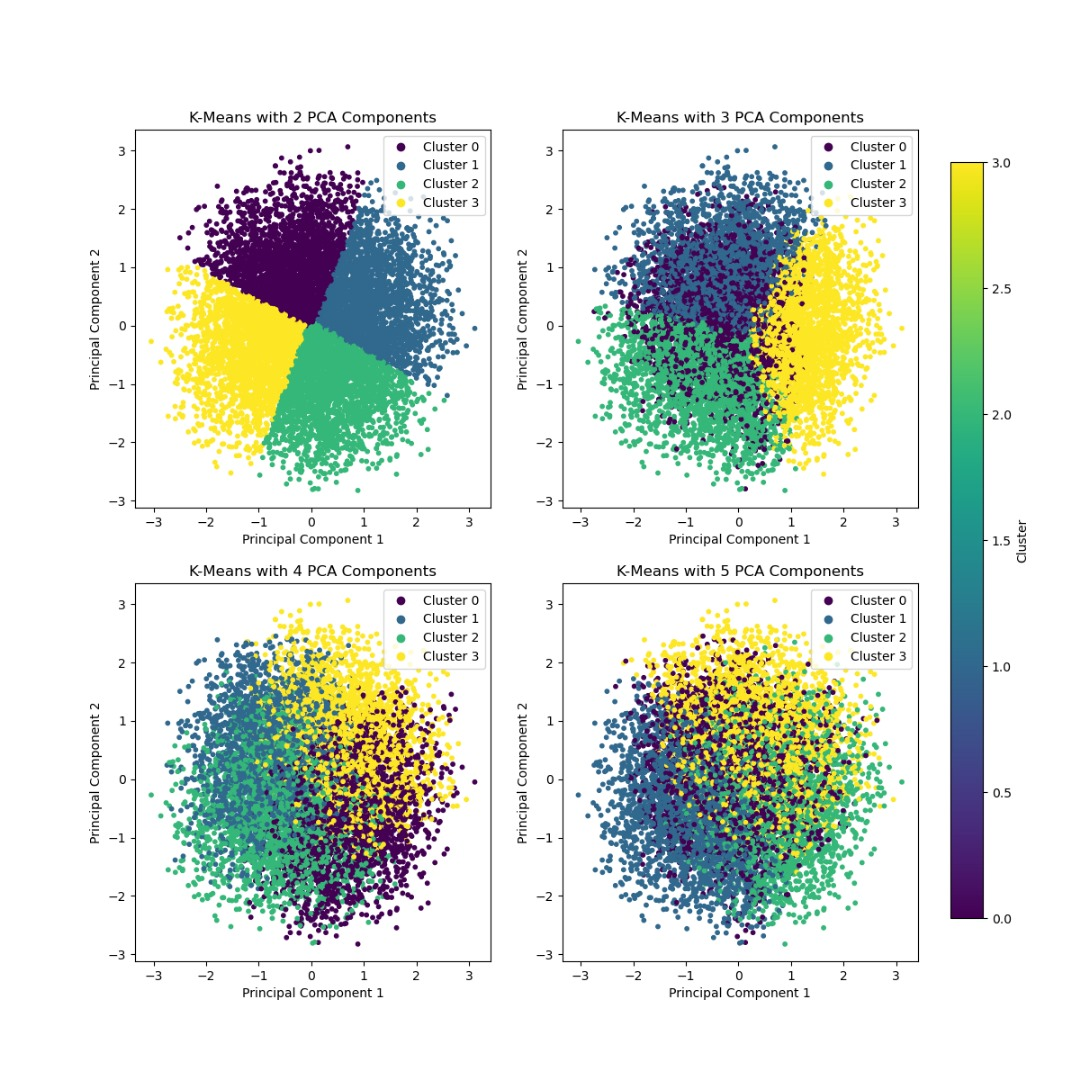 K-Means with 2 PCA Components
Cluster 0
Cluster 1
Cluster 2
Cluster 3
3
2
1
0
−1
−2
−3
Principal Component 2
−3 −2 −1 0 1 2 3
Principal Component 1
K-Means with 3 PCA Components
Cluster 0
Cluster 1
Cluster 2
Cluster 3
3
2
1
0
−1
−2
−3
Principal Component 2
−3 −2 −1 0 1 2 3
Principal Component 1
K-Means with 4 PCA Components
Cluster 0
Cluster 1
Cluster 2
Cluster 3
3
2
1
0
−1
−2
−3
Principal Component 2
−3 −2 −1 0 1 2 3
Principal Component 1
K-Means with 5 PCA Components
Cluster 0
Cluster 1
Cluster 2
Cluster 3
3
2
1
0
−1
−2
−3
Principal Component 2
−3 −2 −1 0 1 2 3
Principal Component 1
3.0
2.5
2.0
1.5
1.0
0.5
0.0
Cluster